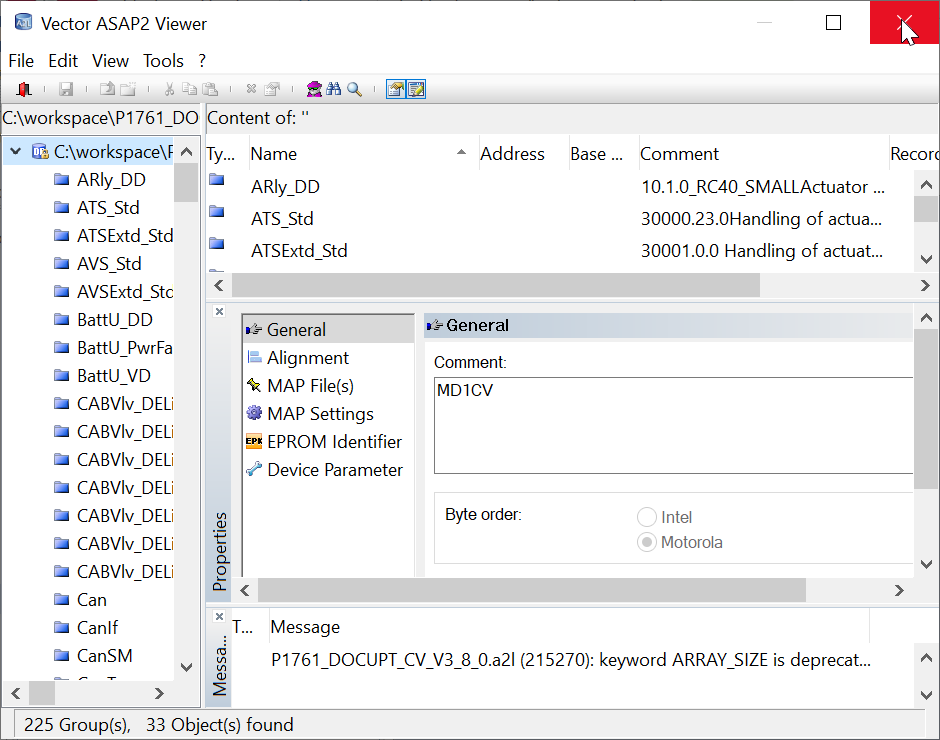 Vector ASAP2 Viewer
File Edit View Tools ?
C:\workspace\P1761_DO
Content of: ''
C:\workspace\F
ARly_DD
ATS_Std
ATSExtd_Std
AVS_Std
AVSExtd_Std
BattU_DD
BattU_PwrFa
BattU_VD
CABVlv_DELi
CABVlv_DELi
CABVlv_DELi
CABVlv_DELi
CABVlv_DELi
CABVlv_DELi
CABVlv_DELi
Can
CanIf
CanSM
Ty... Name Address Base ... Comment Record
ARly_DD 10.1.0_RC40_SMALLActuator ...
ATS_Std 30000.23.0Handling of actua...
ATSExtd_Std 30001.0.0 Handling of actuat...
Properties
General
Alignment
MAP File(s)
MAP Settings
EPK EPROM Identifier
Device Parameter
General
Comment:
MD1CV
Byte order:
Intel
Motorola
Messa...
T... Message
P1761_DOCUPT_CV_V3_8_0.a2l (215270): keyword ARRAY_SIZE is deprecat...
225 Group(s), 33 Object(s) found